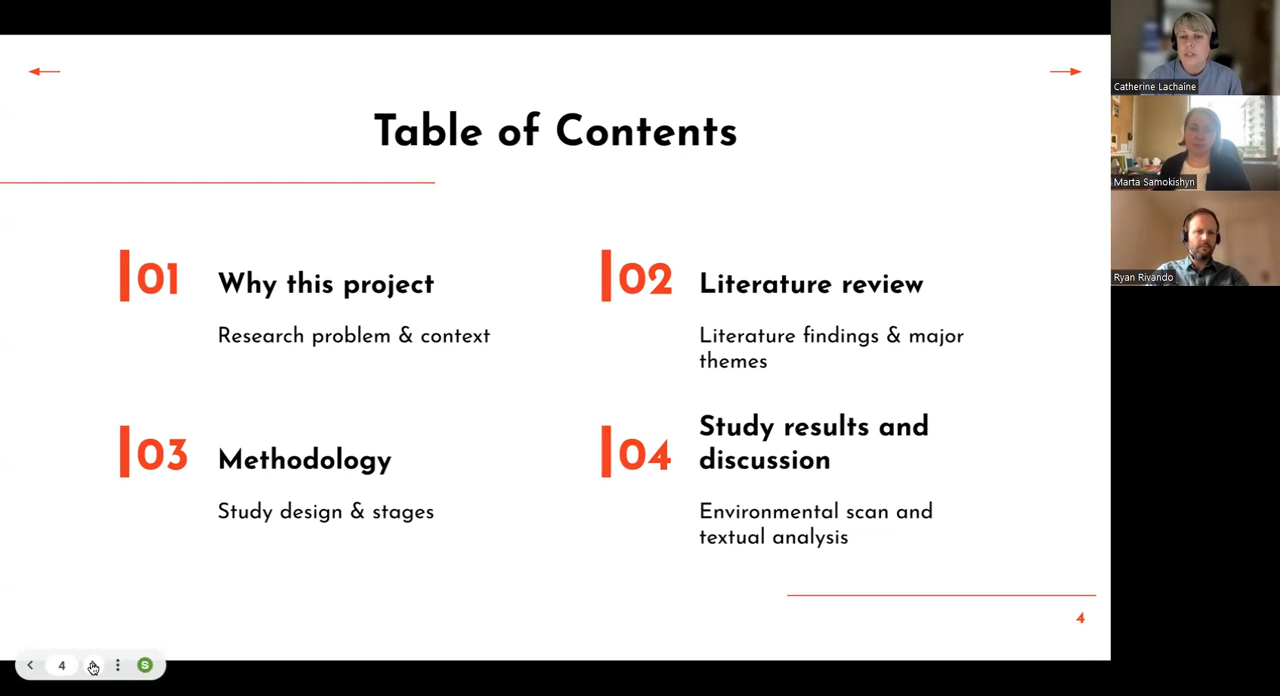 Table of Contents
01
Why this project
Research problem & context
02
Literature review
Literature findings & major
themes
03
Methodology
Study design & stages
04
Study results and
discussion
Environmental scan and
textual analysis
4
4
S
Catherine Lachaîne
Marta Samokishyn
Ryan Rivando